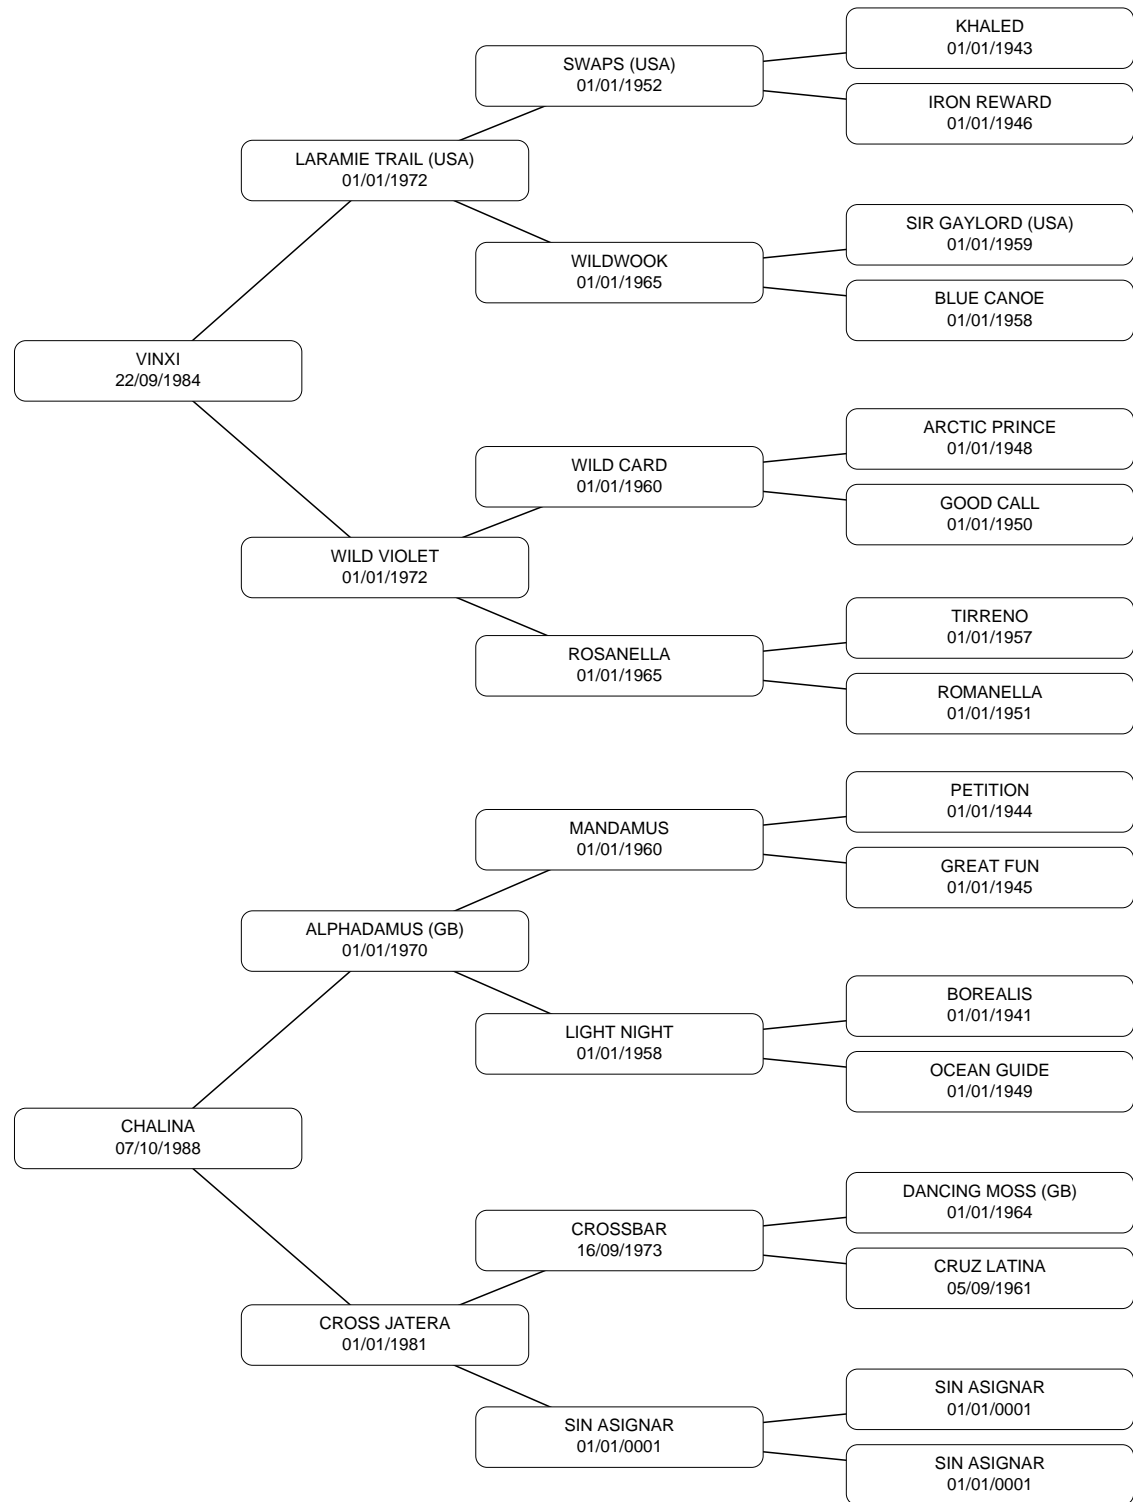 KHALED
01/01/1943
SWAPS (USA)
01/01/1952
IRON REWARD
01/01/1946
LARAMIE TRAIL (USA)
01/01/1972
SIR GAYLORD (USA)
01/01/1959
WILDWOOK
01/01/1965
BLUE CANOE
01/01/1958
VINXI
22/09/1984
ARCTIC PRINCE
01/01/1948
WILD CARD
01/01/1960
GOOD CALL
01/01/1950
WILD VIOLET
01/01/1972
TIRRENO
01/01/1957
ROSANELLA
01/01/1965
ROMANELLA
01/01/1951
PETITION
01/01/1944
MANDAMUS
01/01/1960
GREAT FUN
01/01/1945
ALPHADAMUS (GB)
01/01/1970
BOREALIS
01/01/1941
LIGHT NIGHT
01/01/1958
OCEAN GUIDE
01/01/1949
CHALINA
07/10/1988
DANCING MOSS (GB)
01/01/1964
CROSSBAR
16/09/1973
CRUZ LATINA
05/09/1961
CROSS JATERA
01/01/1981
SIN ASIGNAR
01/01/0001
SIN ASIGNAR
01/01/0001
SIN ASIGNAR
01/01/0001